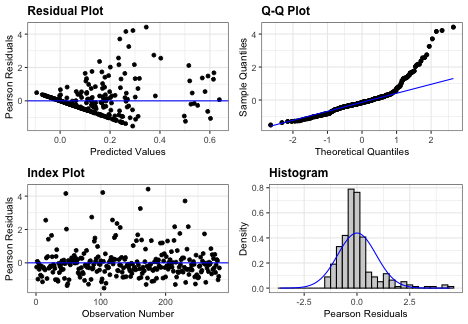 Residual Plot
Pearson Residuals
4
2
0
0.0
0.2
0.4
0.6
Predicted Values
Q-Q Plot
Sample Quantiles
4
2
0
-2
-1
0
1
2
Theoretical Quantiles
Index Plot
Pearson Residuals
4
2
0
0
100
200
Observation Number
Histogram
Density
0.8
0.6
0.4
0.2
0.0
-2.5
0.0
2.5
Pearson Residuals